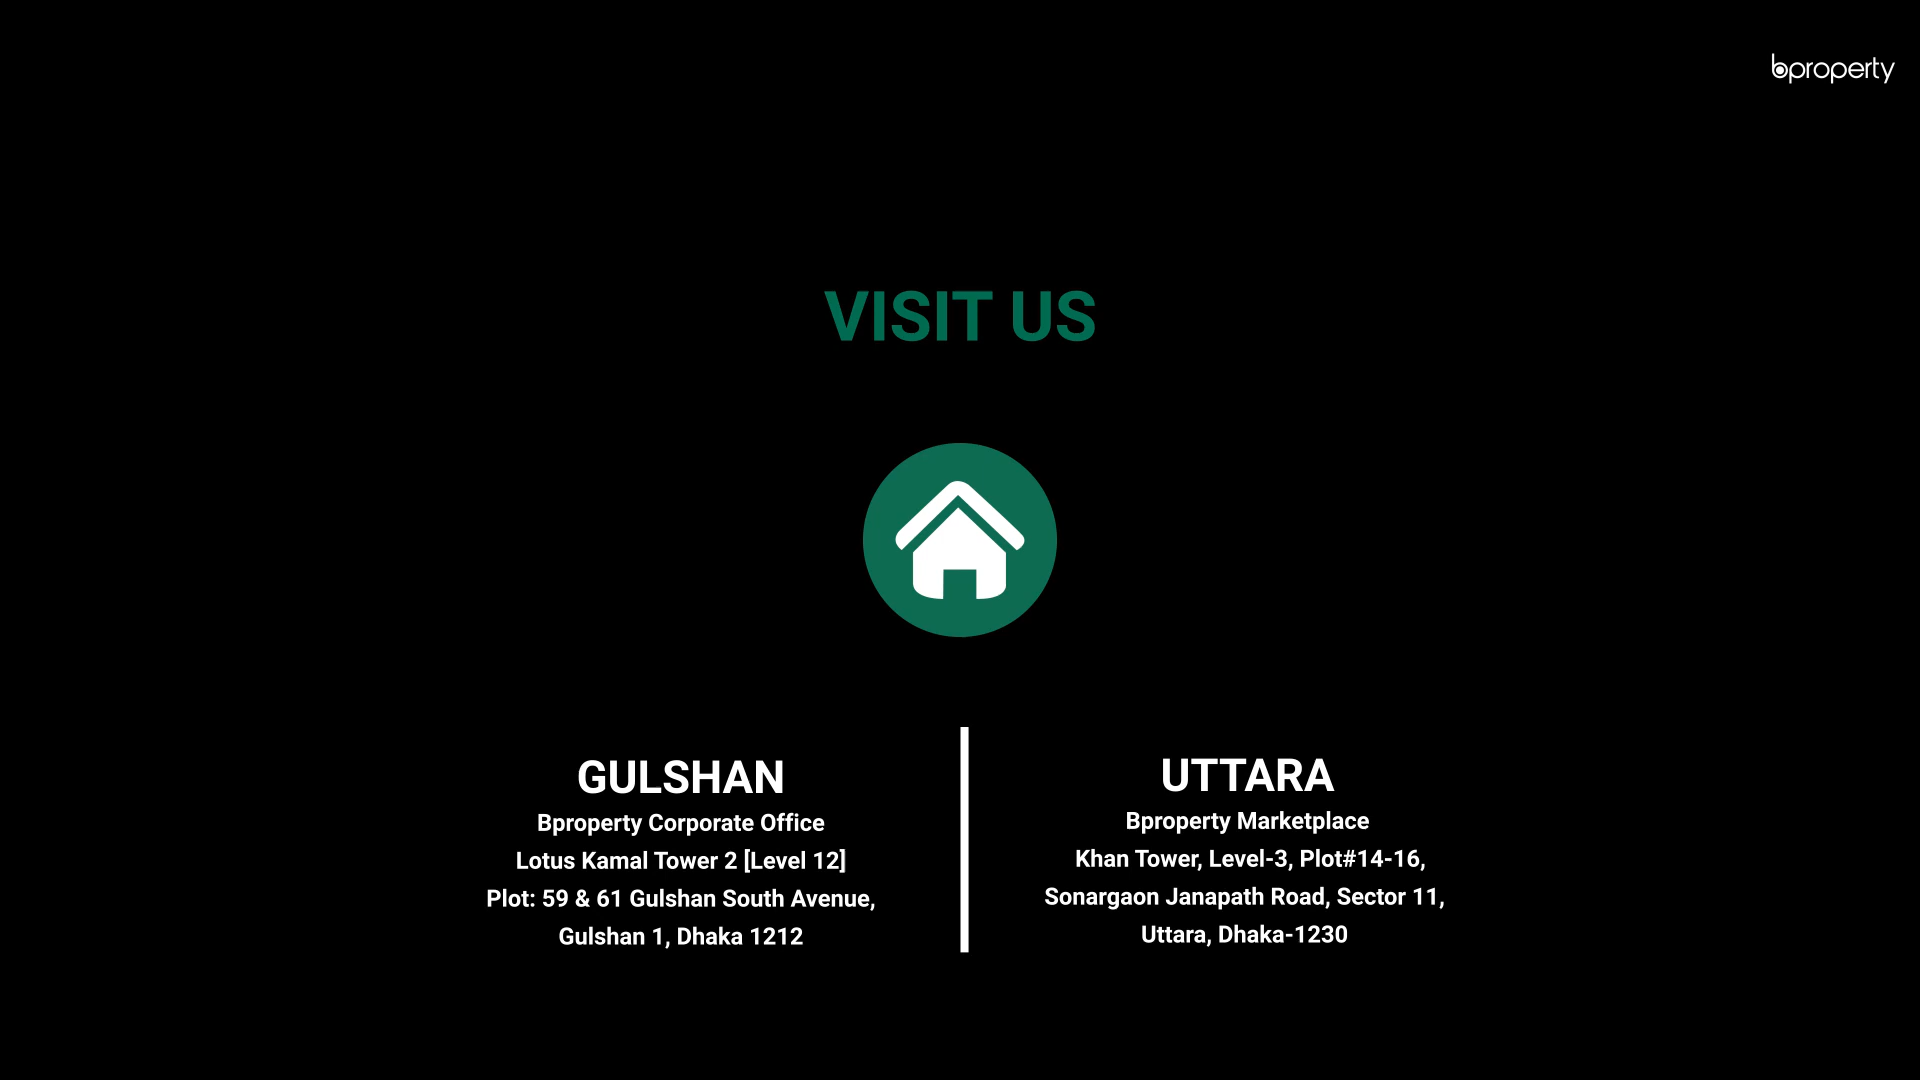 bproperty
VISIT US
GULSHAN
Bproperty Corporate Office
Lotus Kamal Tower 2 [Level 12]
Plot: 59 & 61 Gulshan South Avenue,
Gulshan 1, Dhaka 1212
UTTARA
Bproperty Marketplace
Khan Tower, Level-3, Plot#14-16,
Sonargaon Janapath Road, Sector 11,
Uttara, Dhaka-1230